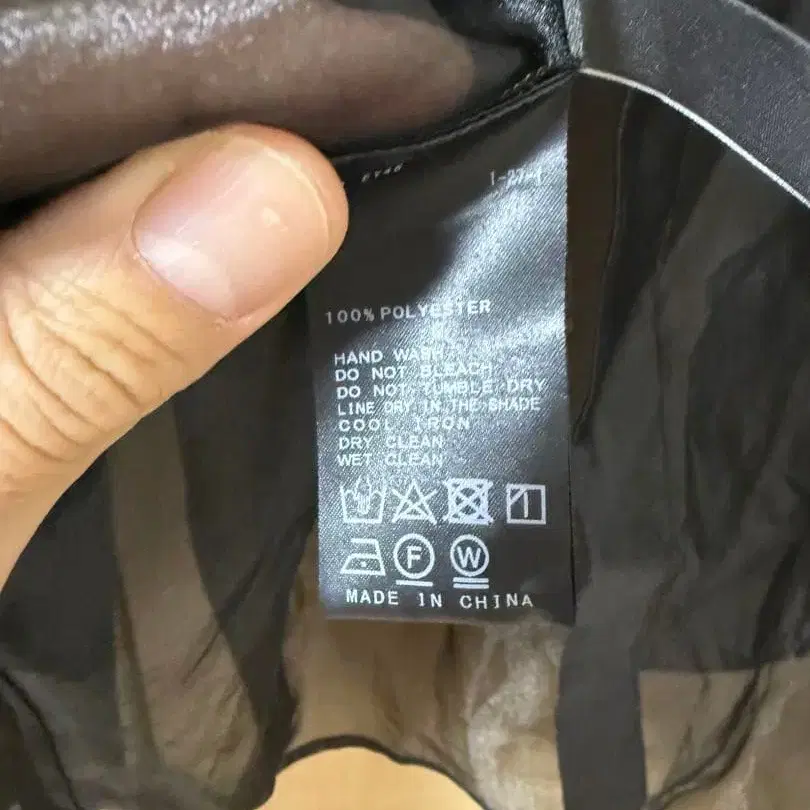 100% POLYESTER
HAND WASH
DO NOT BLEACH
DO NOT TUMBLE DRY
LINE DRY IN THE SHADE
COOL IRON
DRY CLEAN
WET CLEAN
F W
MADE IN CHINA